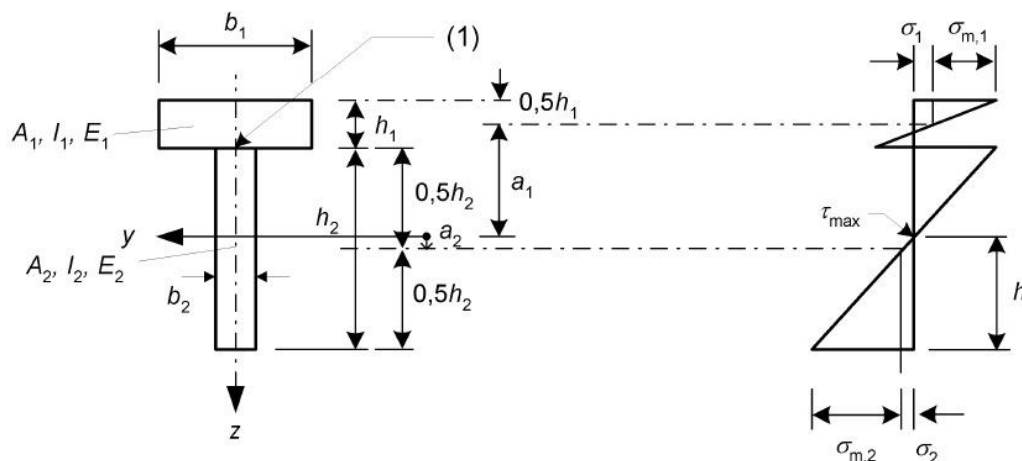 b1
(1)
σ1
σm,1
A1, I1, E1
h1
0,5h1
h2
0,5h2
a1
y
a2
τmax
A2, I2, E2
b2
0,5h2
h
z
σm,2
σ2